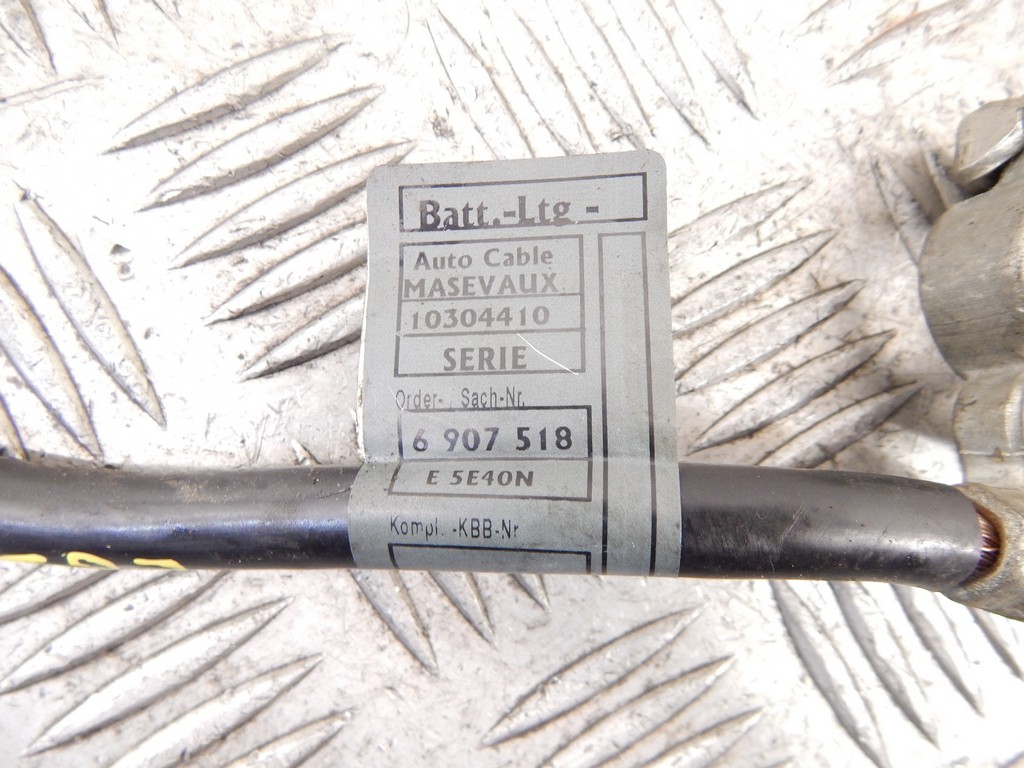 Batt.-Ltg -
Auto Cable
MASEVAUX
10304410
SERIE
Order- . Sach-Nr.
6 907 518
E 5E40N
Kompl. -KBB-Nr